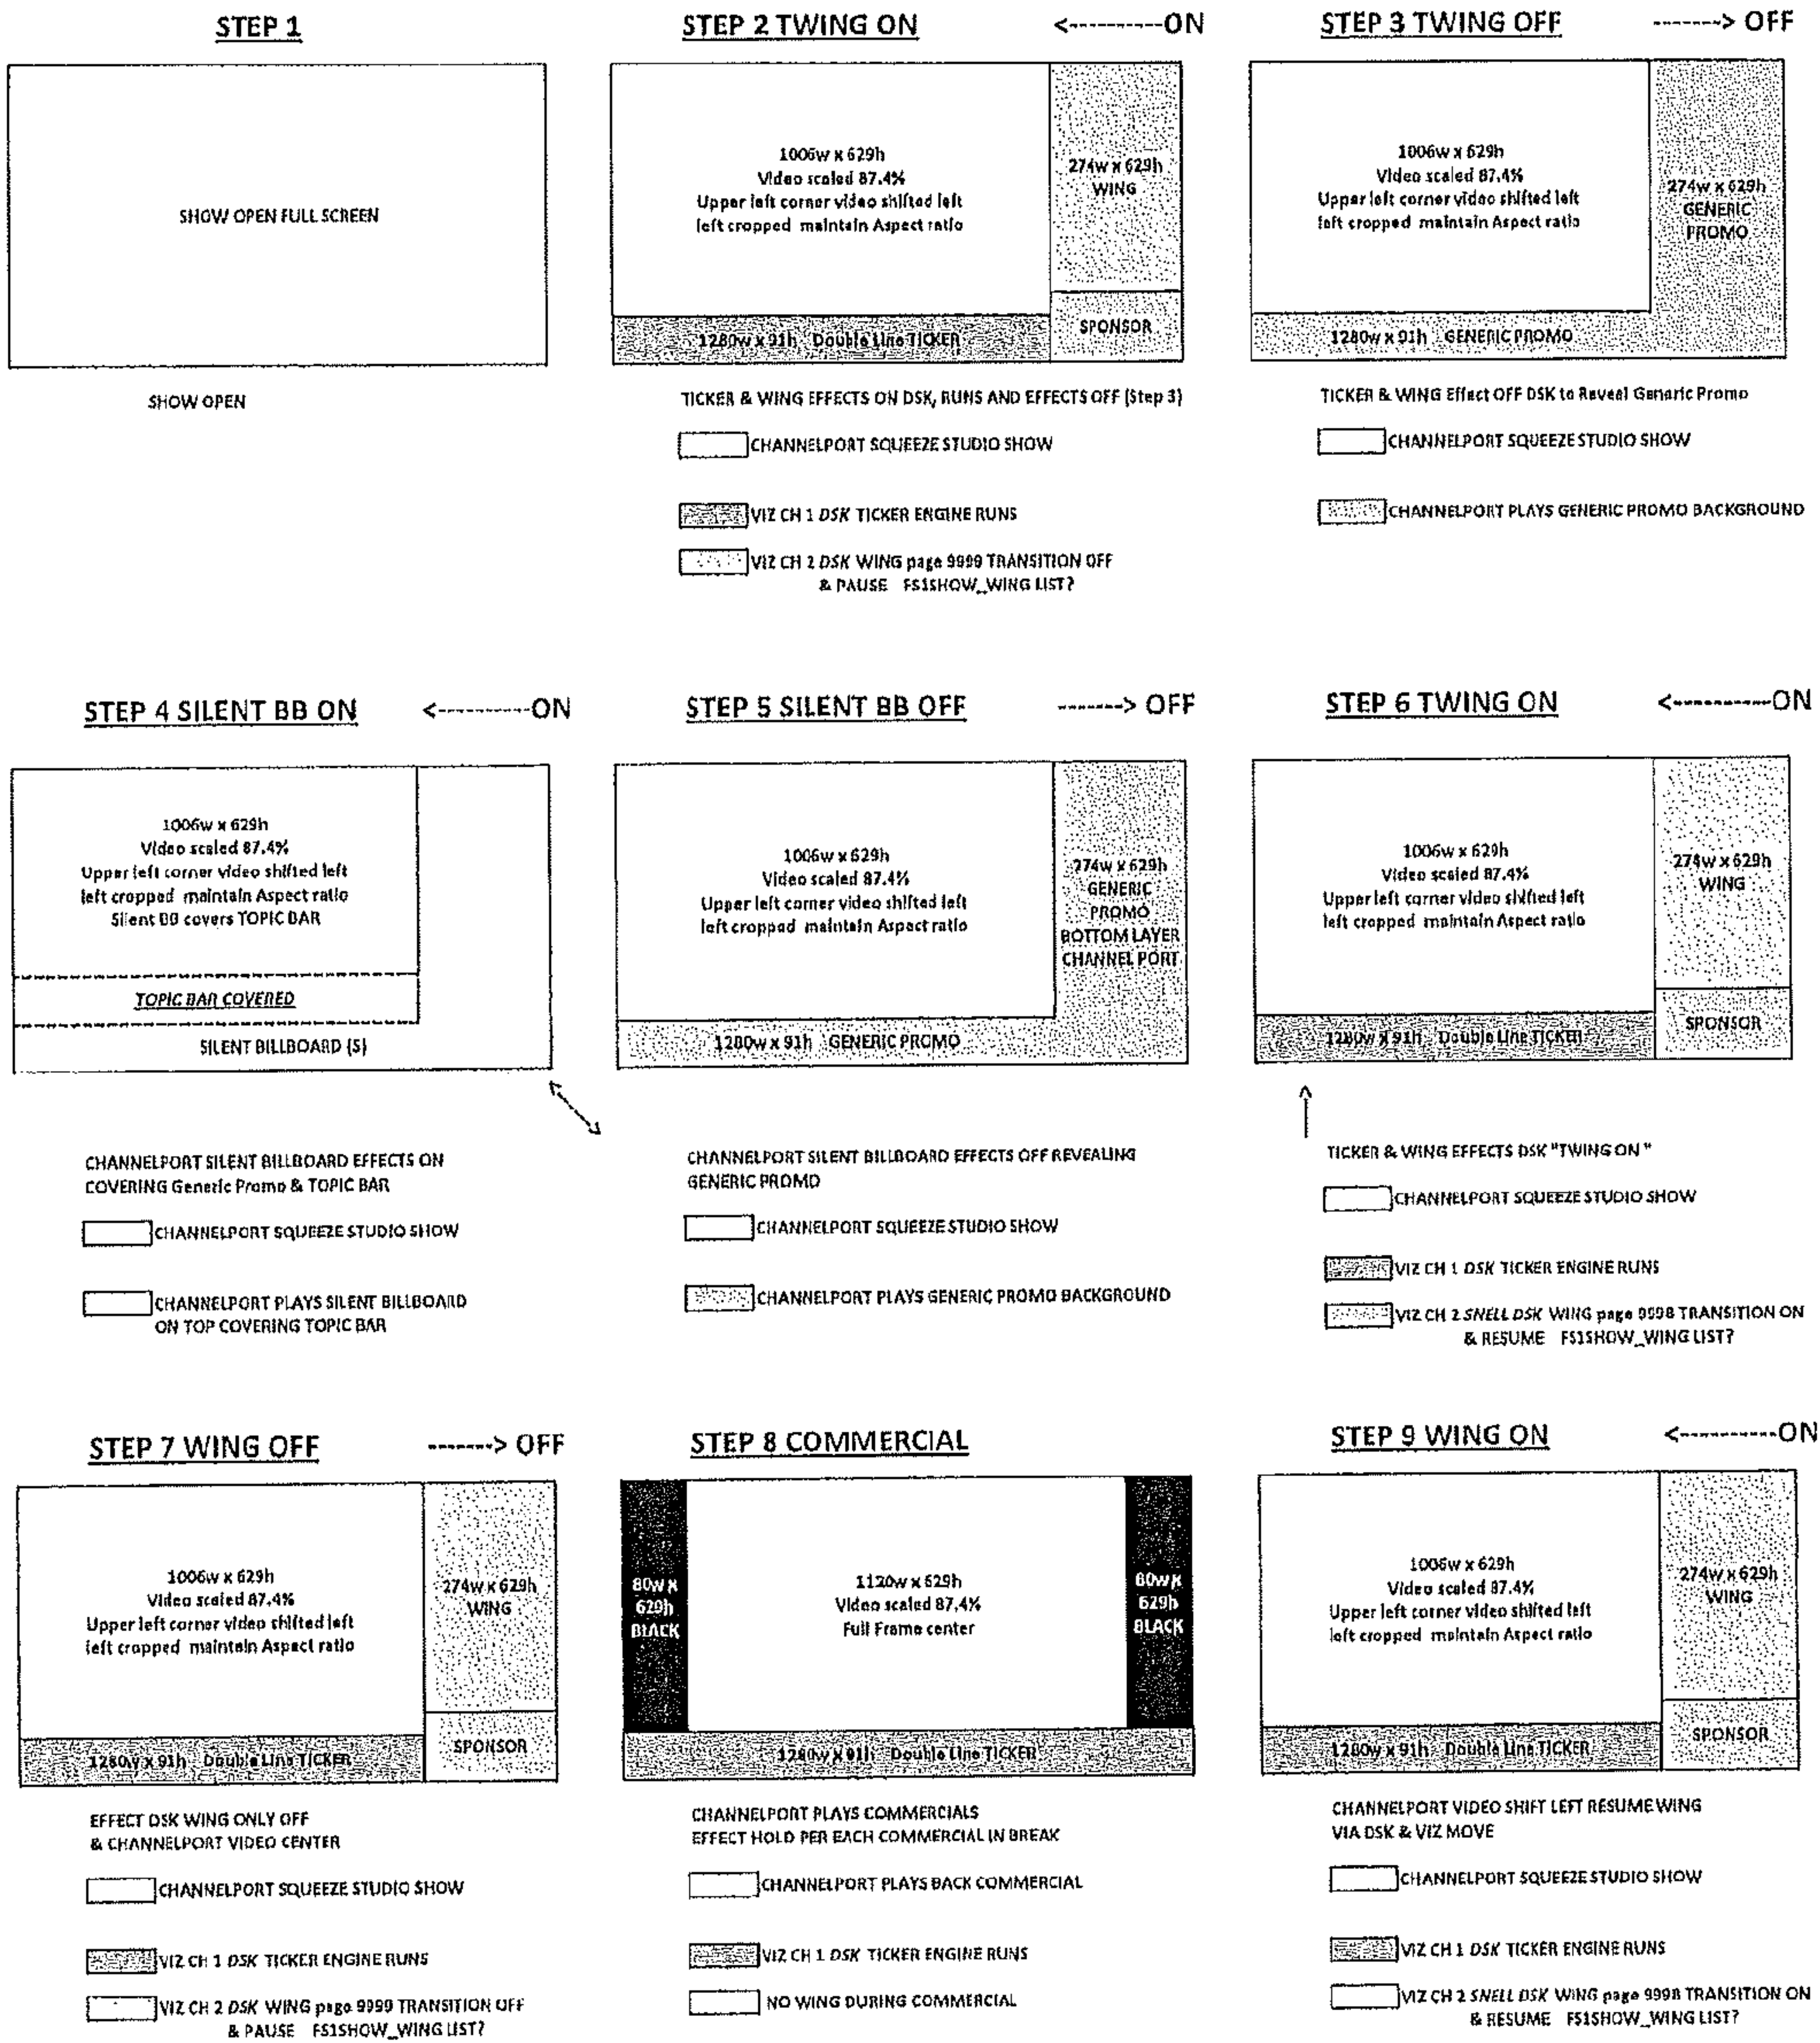 STEP 1
SHOW OPEN FULL SCREEN
SHOW OPEN
STEP 2 TWING ON <----------ON
1006w x 629h
Video scaled 87.4%
Upper left corner video shifted left
left cropped maintain Aspect ratio
274w x 629h
WING
SPONSOR
1280w x 91h Double Line TICKER
TICKER & WING EFFECTS ON DSK, RUNS AND EFFECTS OFF (Step 3)
CHANNELPORT SQUEEZE STUDIO SHOW
VIZ CH 1 DSK TICKER ENGINE RUNS
VIZ CH 2 DSK WING page 9999 TRANSITION OFF
& PAUSE FS1SHOW_WING LIST?
STEP 3 TWING OFF -------> OFF
1006w x 629h
Video scaled 87.4%
Upper left corner video shifted left
left cropped maintain Aspect ratio
274w x 629h
GENERIC
PROMO
1280w x 91h GENERIC PROMO
TICKER & WING Effect OFF DSK to Reveal Generic Promo
CHANNELPORT SQUEEZE STUDIO SHOW
CHANNELPORT PLAYS GENERIC PROMO BACKGROUND
STEP 4 SILENT BB ON <----------ON
1006w x 629h
Video scaled 87.4%
Upper left corner video shifted left
left cropped maintain Aspect ratio
Silent BB covers TOPIC BAR
TOPIC BAR COVERED
SILENT BILLBOARD (S)
CHANNELPORT SILENT BILLBOARD EFFECTS ON
COVERING Generic Promo & TOPIC BAR
CHANNELPORT SQUEEZE STUDIO SHOW
CHANNELPORT PLAYS SILENT BILLBOARD
ON TOP COVERING TOPIC BAR
STEP 5 SILENT BB OFF -------> OFF
1006w x 629h
Video scaled 87.4%
Upper left corner video shifted left
left cropped maintain Aspect ratio
274w x 629h
GENERIC
PROMO
BOTTOM LAYER
CHANNEL PORT
1280w x 91h GENERIC PROMO
CHANNELPORT SILENT BILLBOARD EFFECTS OFF REVEALING
GENERIC PROMO
CHANNELPORT SQUEEZE STUDIO SHOW
CHANNELPORT PLAYS GENERIC PROMO BACKGROUND
STEP 6 TWING ON <-----------ON
1006w x 629h
Video scaled 87.4%
Upper left corner video shifted left
left cropped maintain Aspect ratio
274w x 629h
WING
SPONSOR
1280w x 91h Double Line TICKER
TICKER & WING EFFECTS DSK "TWING ON "
CHANNELPORT SQUEEZE STUDIO SHOW
VIZ CH 1 DSK TICKER ENGINE RUNS
VIZ CH 2 SNELL DSK WING page 9998 TRANSITION ON
& RESUME FS1SHOW_WING LIST?
STEP 7 WING OFF -------> OFF
1006w x 629h
Video scaled 87.4%
Upper left corner video shifted left
left cropped maintain Aspect ratio
274w x 629h
WING
SPONSOR
1280w x 91h Double Line TICKER
EFFECT DSK WING ONLY OFF
& CHANNELPORT VIDEO CENTER
CHANNELPORT SQUEEZE STUDIO SHOW
VIZ CH 1 DSK TICKER ENGINE RUNS
VIZ CH 2 DSK WING page 9999 TRANSITION OFF
& PAUSE FS1SHOW_WING LIST?
STEP 8 COMMERCIAL
80w x
629h
BLACK
1120w x 629h
Video scaled 87.4%
Full Frame center
80w x
629h
BLACK
1280w x 91h Double Line TICKER
CHANNELPORT PLAYS COMMERCIALS
EFFECT HOLD PER EACH COMMERCIAL IN BREAK
CHANNELPORT PLAYS BACK COMMERCIAL
VIZ CH 1 DSK TICKER ENGINE RUNS
NO WING DURING COMMERCIAL
STEP 9 WING ON <-----------ON
1006w x 629h
Video scaled 87.4%
Upper left corner video shifted left
left cropped maintain Aspect ratio
274w x 629h
WING
SPONSOR
1280w x 91h Double Line TICKER
CHANNELPORT VIDEO SHIFT LEFT RESUME WING
VIA DSK & VIZ MOVE
CHANNELPORT SQUEEZE STUDIO SHOW
VIZ CH 1 DSK TICKER ENGINE RUNS
VIZ CH 2 SNELL DSK WING page 9998 TRANSITION ON
& RESUME FS1SHOW_WING LIST?